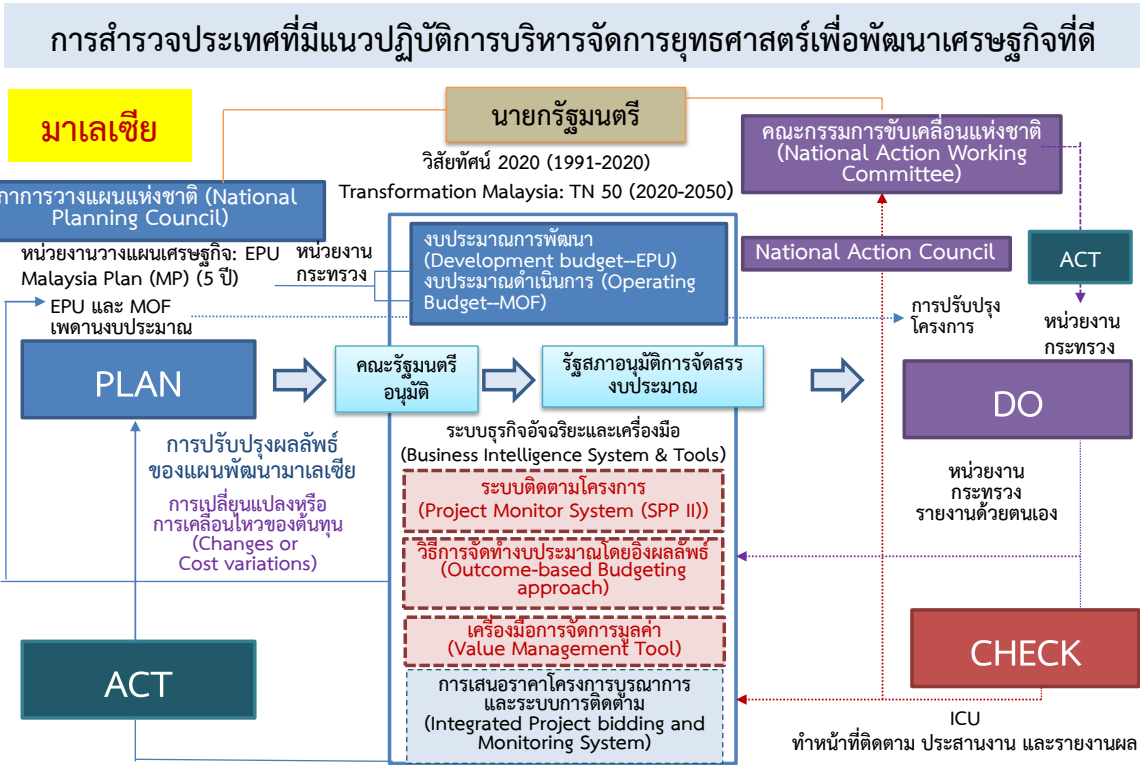 การสำรวจประเทศที่มีแนวปฏิบัติการบริหารจัดการยุทธศาสตร์เพื่อพัฒนาเศรษฐกิจที่ดี
มาเลเซีย
นายกรัฐมนตรี
วิสัยทัศน์ 2020 (1991-2020)
Transformation Malaysia: TN 50 (2020-2050)
คณะกรรมการขับเคลื่อนแห่งชาติ
(National Action Working
Committee)
าการวางแผนแห่งชาติ (National
Planning Council)
หน่วยงานวางแผนเศรษฐกิจ: EPU
Malaysia Plan (MP) (5 ปี)
หน่วยงาน
กระทรวง
EPU และ MOF
เพดานงบประมาณ
งบประมาณการพัฒนา
(Development budget--EPU)
งบประมาณดำเนินการ (Operating
Budget--MOF)
National Action Council
ACT
การปรับปรุง
โครงการ
หน่วยงาน
กระทรวง
PLAN
คณะรัฐมนตรี
อนุมัติ
รัฐสภาอนุมัติการจัดสรร
งบประมาณ
DO
การปรับปรุงผลลัพธ์
ของแผนพัฒนามาเลเซีย
การเปลี่ยนแปลงหรือ
การเคลื่อนไหวของต้นทุน
(Changes or
Cost variations)
ระบบธุรกิจอัจฉริยะและเครื่องมือ
(Business Intelligence System & Tools)
ระบบติดตามโครงการ
(Project Monitor System (SPP II))
วิธีการจัดทำงบประมาณโดยอิงผลลัพธ์
(Outcome-based Budgeting
approach)
เครื่องมือการจัดการมูลค่า
(Value Management Tool)
การเสนอราคาโครงการบูรณาการ
และระบบการติดตาม
(Integrated Project bidding and
Monitoring System)
หน่วยงาน
กระทรวง
รายงานด้วยตนเอง
ACT
CHECK
ICU
ทำหน้าที่ติดตาม ประสานงาน และรายงานผล